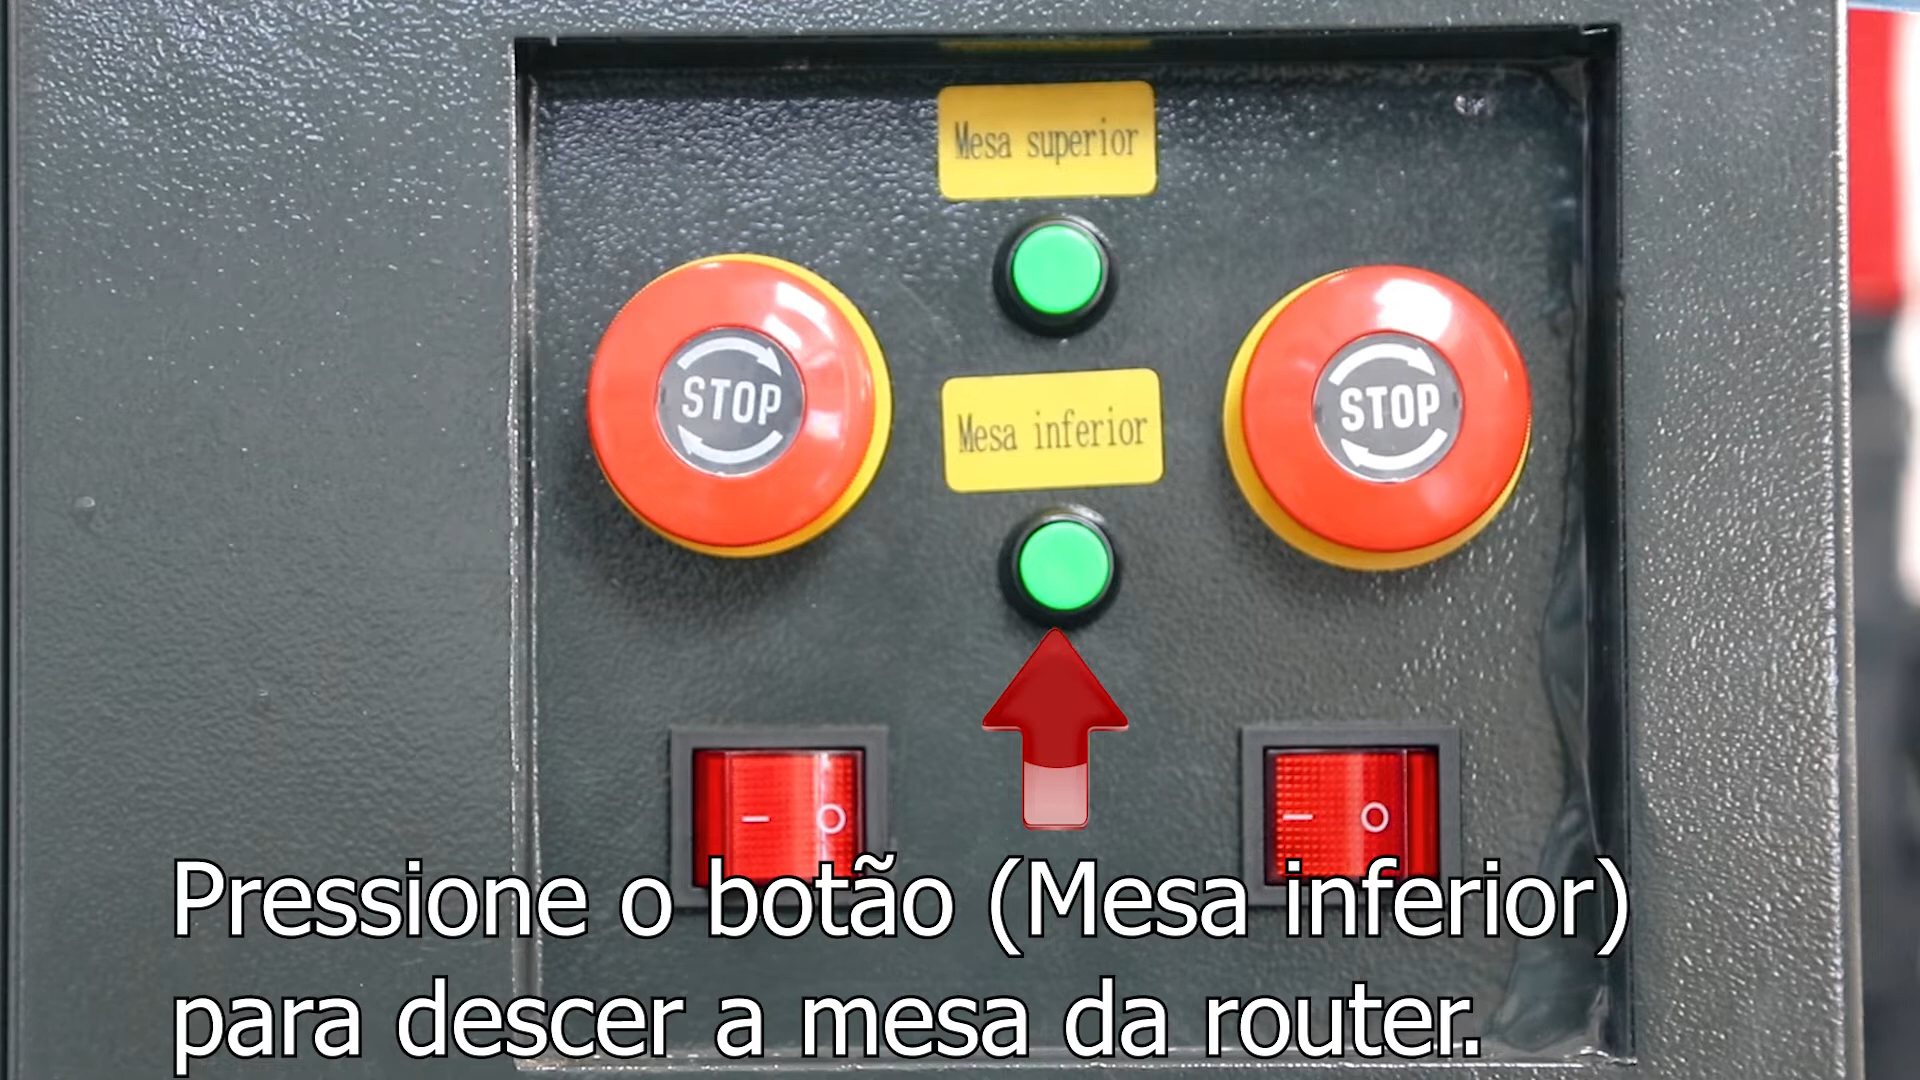 Mesa superior
STOP
STOP
Mesa inferior
— O
— O
Pressione o botão (Mesa inferior)
para descer a mesa da router.